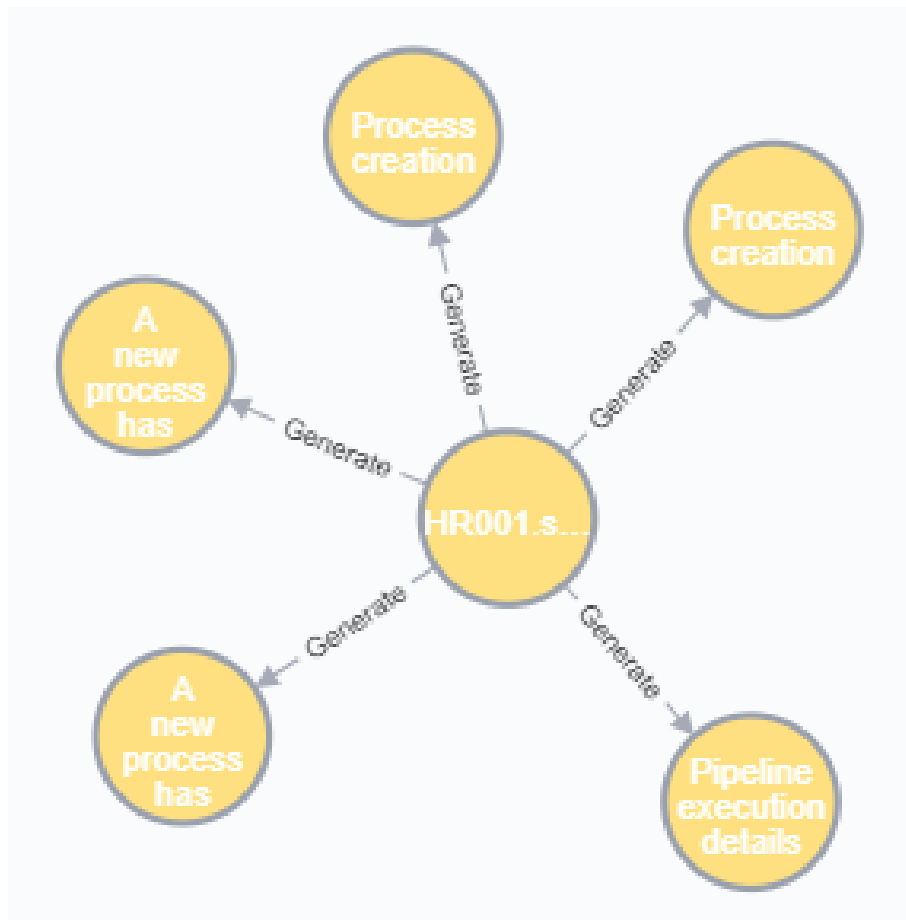 Process
creation
Process
creation
Generate
Generate
A
new
process
has
Generate
HR001.s...
Generate
Generate
A
new
process
has
Pipeline
execution
details